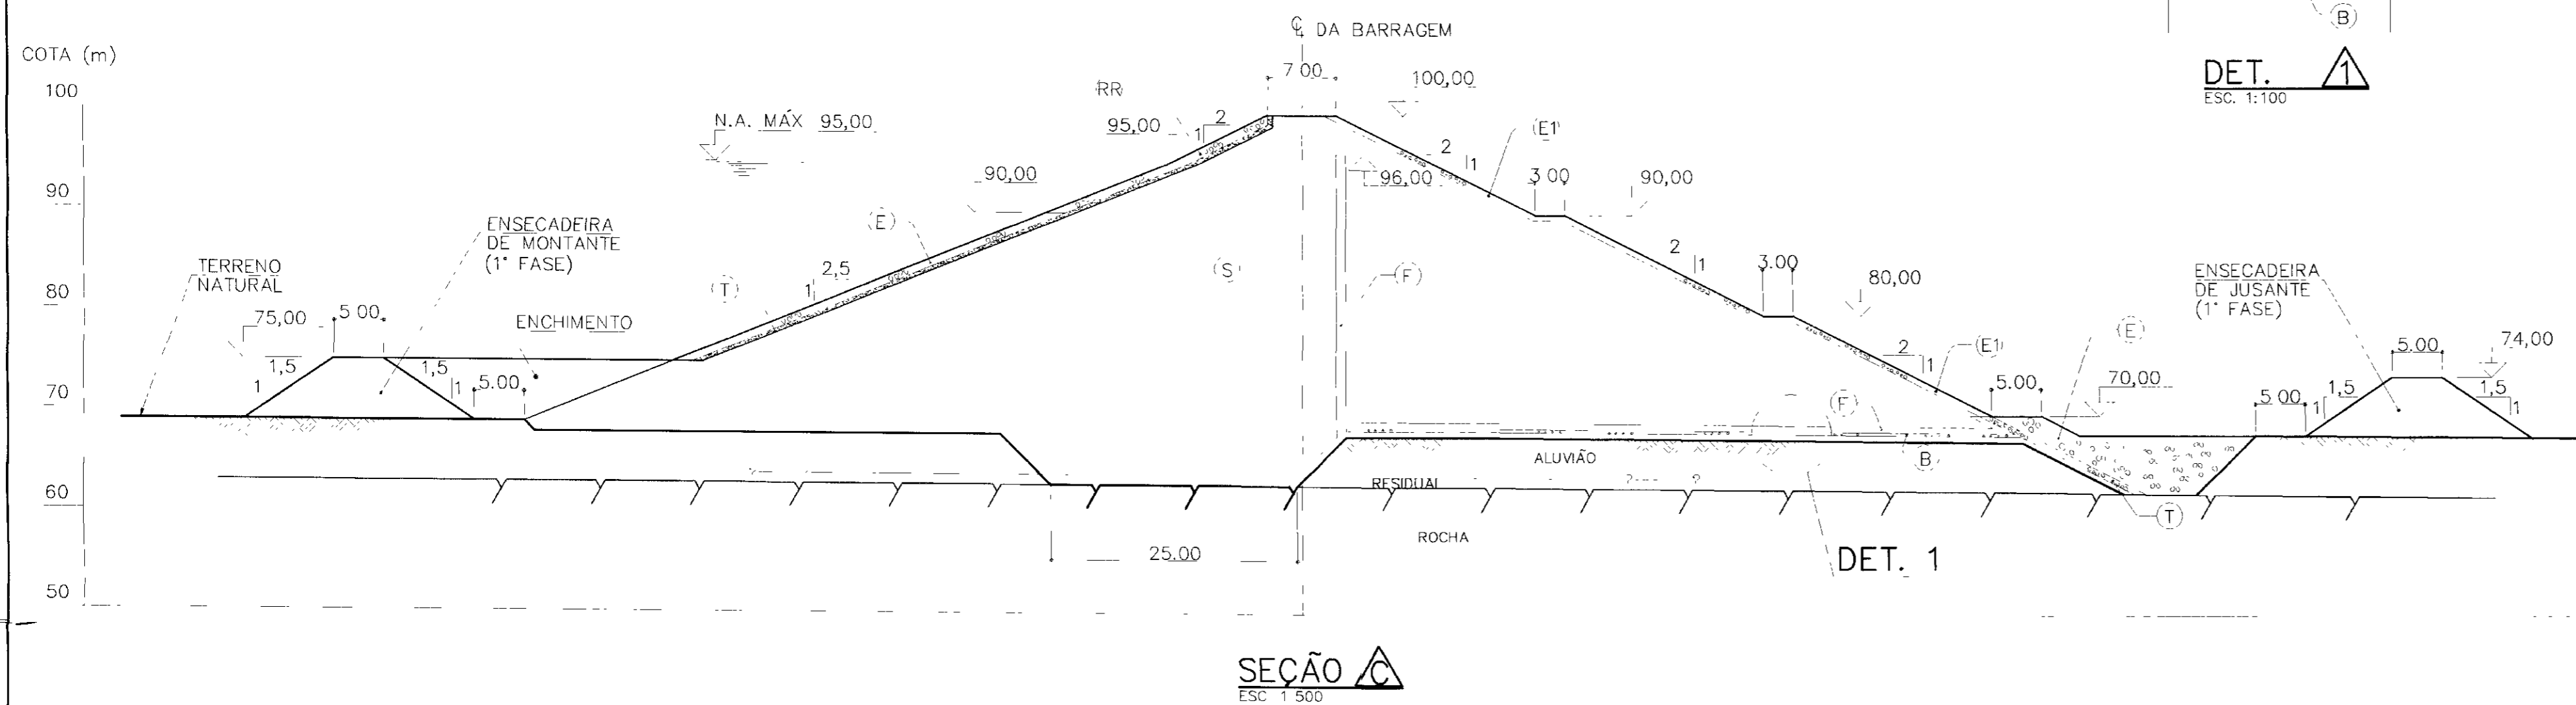 B
DET. 1
ESC. 1:100
COTA (m)
100
90
80
70
60
50
℄ DA BARRAGEM
7 00
100,00
RR
N.A. MÁX 95,00
95,00
1
2
E1
2
1
96,00
3 00
90,00
90,00
ENSECADEIRA
DE MONTANTE
(1° FASE)
E
TERRENO
NATURAL
T
1
2,5
S
F
2
1
3.00
80,00
ENSECADEIRA
DE JUSANTE
(1° FASE)
75,00
5 00
ENCHIMENTO
1,5
1
1,5
1
5.00
2
1
E1
E
5.00
74,00
5.00
70,00
F
5 00
1
1,5
1,5
1
ALUVIÃO
B
RESIDUAL
T
ROCHA
25.00
DET. 1
SEÇÃO C
ESC 1 500